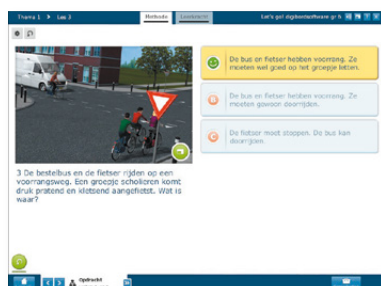 Thema 1 > Les 3
Methode
Leerkracht
Let's go! digibordsoftware gr 6
De bus en fietser hebben voorrang. Ze
moeten wel goed op het groepje letten.
B
De bus en fietser hebben voorrang. Ze
moeten gewoon doorrijden.
C
De fietser moet stoppen. De bus kan
doorrijden.
3 De bestelbus en de fietser rijden op een
voorrangsweg. Een groepje scholieren komt
druk pratend en kletsend aangefietst. Wat is
waar?
Opdracht